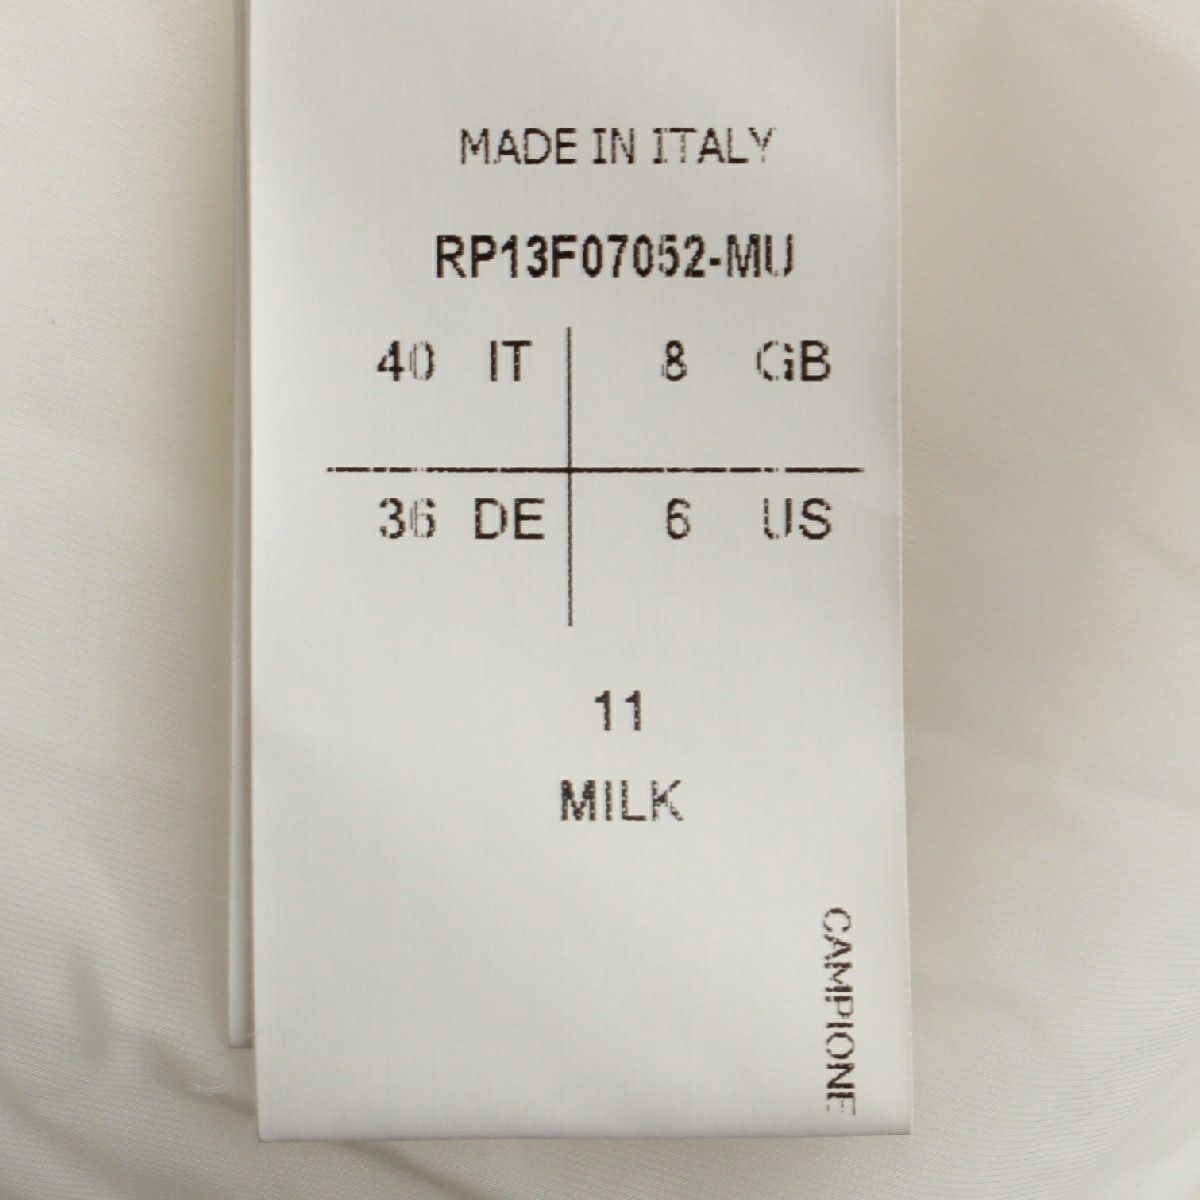 MADE IN ITALY
RP13F07052-MU
40 IT 8 GB
36 DE 6 US
11
MILK
CAMPIONE